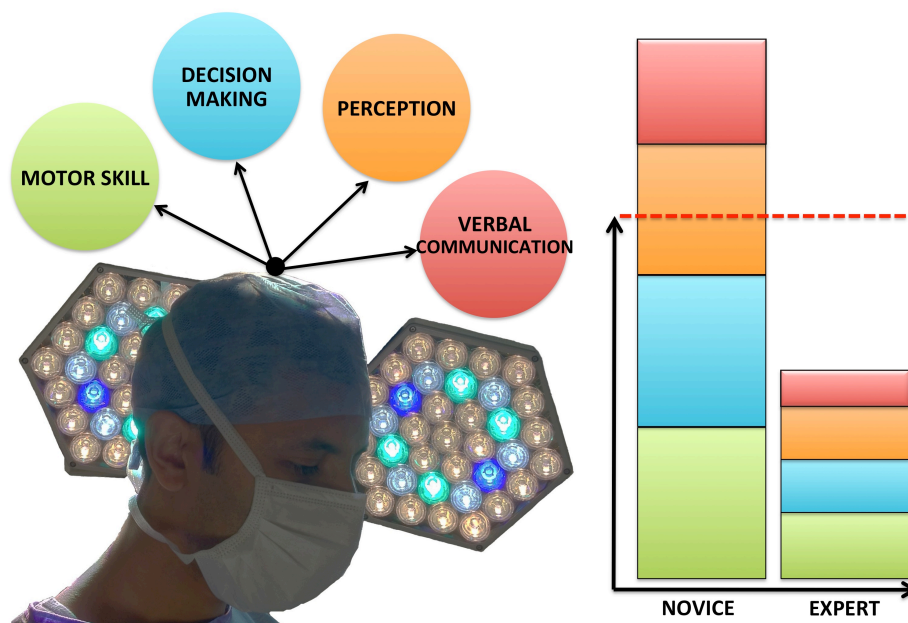 DECISION
MAKING
PERCEPTION
MOTOR SKILL
VERBAL
COMMUNICATION
NOVICE
EXPERT